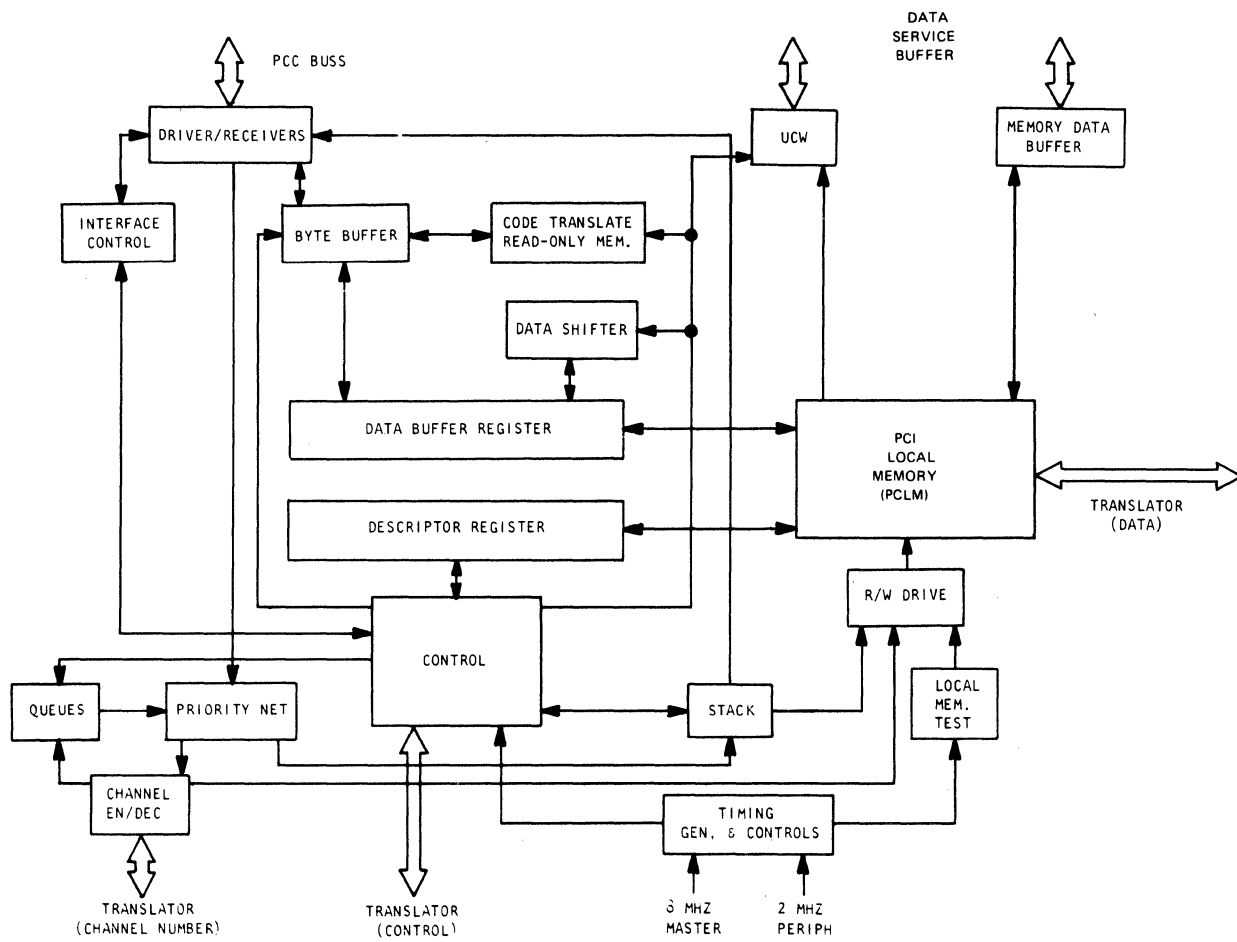 DATA
SERVICE
BUFFER
PCC BUSS
DRIVER/RECEIVERS
UCW
MEMORY DATA
BUFFER
INTERFACE
CONTROL
BYTE BUFFER
CODE TRANSLATE
READ-ONLY MEM.
DATA SHIFTER
DATA BUFFER REGISTER
PCI
LOCAL
MEMORY
(PCLM)
TRANSLATOR
(DATA)
DESCRIPTOR REGISTER
R/W DRIVE
CONTROL
QUEUES
PRIORITY NET
STACK
LOCAL
MEM.
TEST
CHANNEL
EN/DEC
TIMING
GEN. & CONTROLS
TRANSLATOR
(CHANNEL NUMBER)
TRANSLATOR
(CONTROL)
MHZ
MASTER
2 MHZ
PERIPH